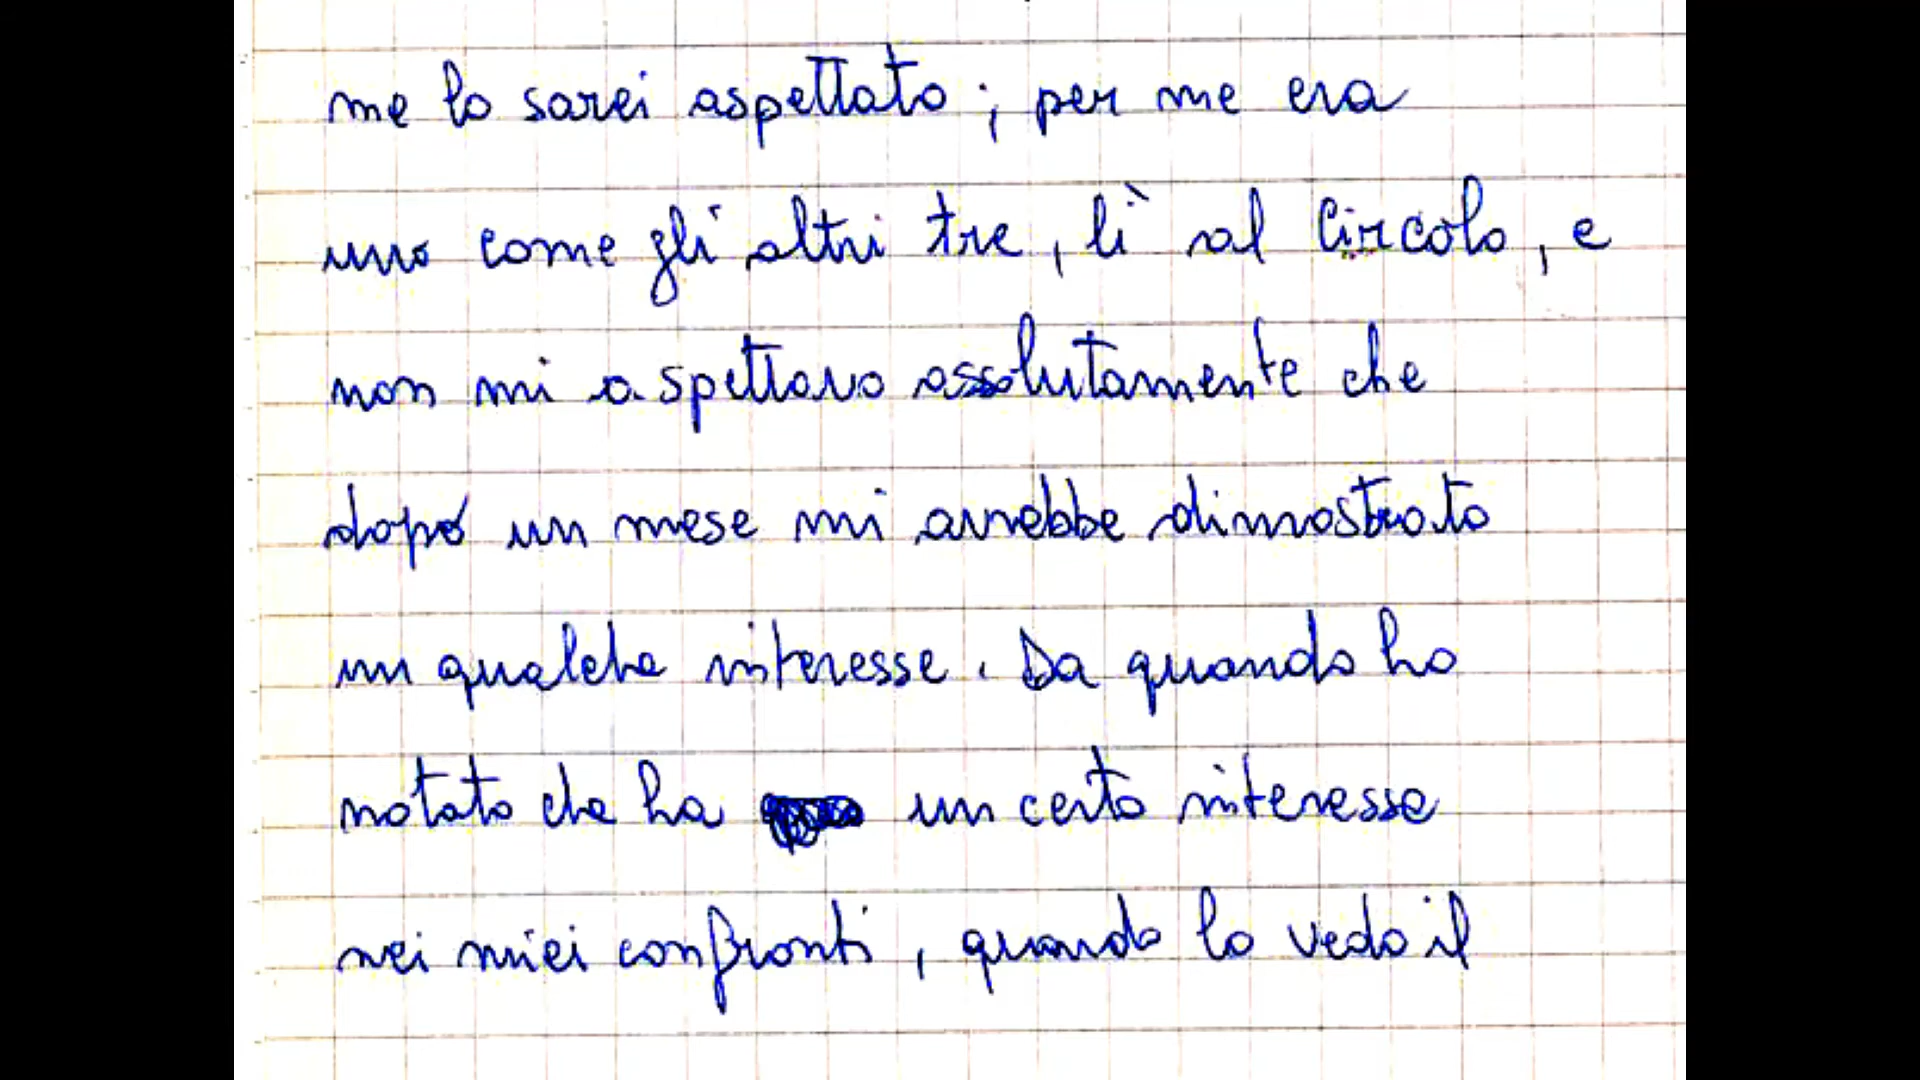 me lo sarei aspettato; per me era
uno come gli altri tre, lì al Circolo, e
non mi aspettavo assolutamente che
dopo un mese mi avrebbe dimostrato
un qualche interesse. Da quando ho
notato che ha un certo interesse
nei miei confronti, quando lo vedo il